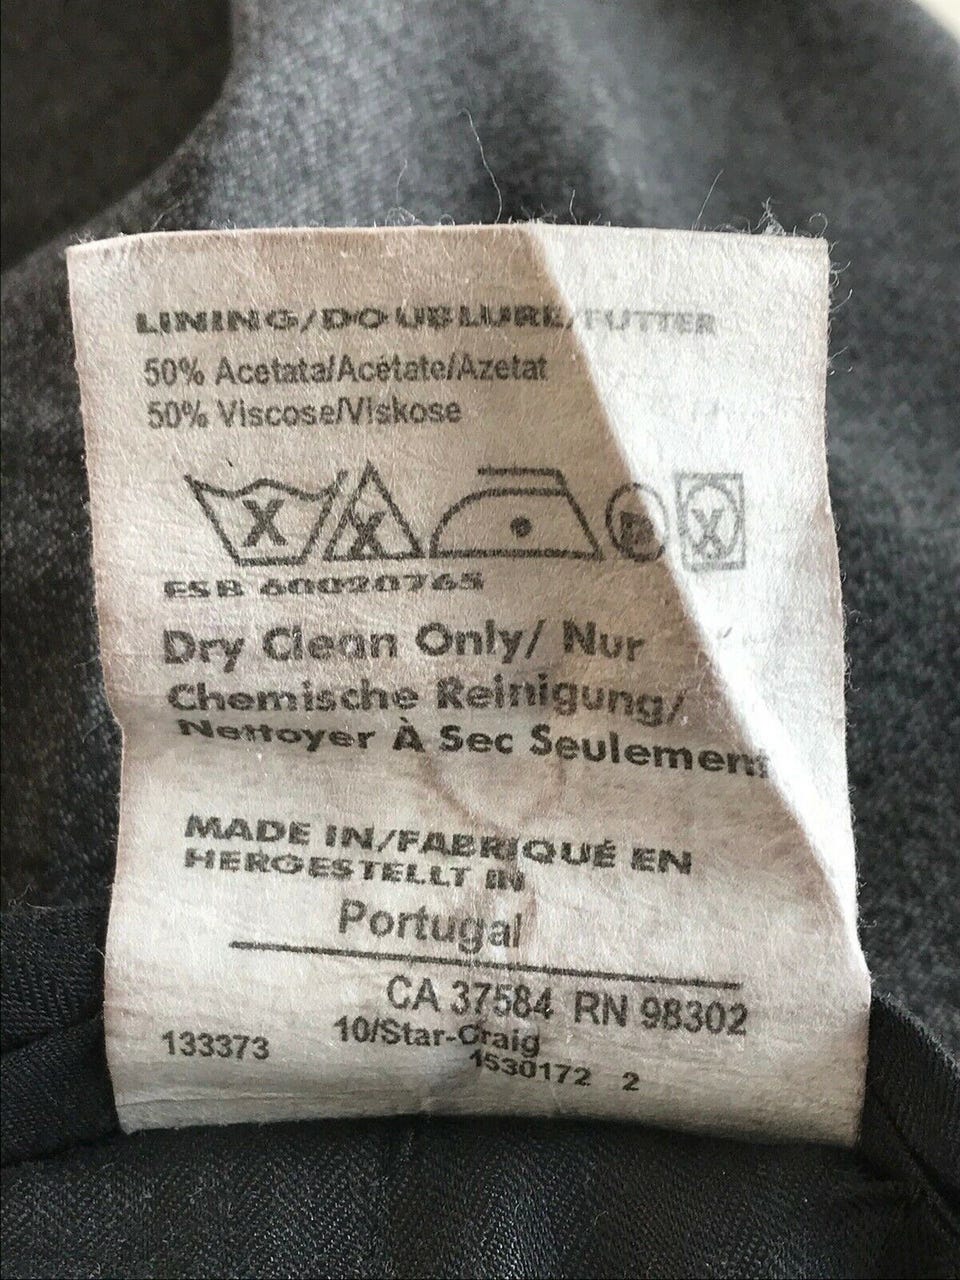 LINING/DOUBLURE/FUTTER
50% Acetata/Acétate/Azetat
50% Viscose/Viskose
ESB 60020765
Dry Clean Only/ Nur
Chemische Reinigung/
Nettoyer À Sec Seulement
MADE IN/FABRIQUÉ EN
HERGESTELLT IN
Portugal
CA 37584 RN 98302
10/Star-Craig
133373
1530172 2